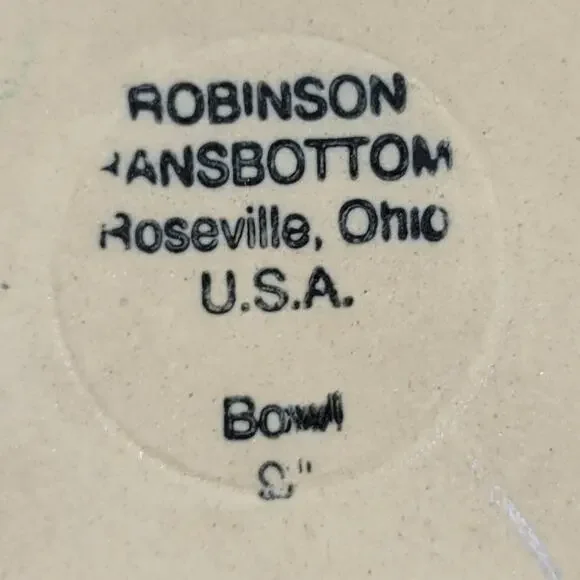 ROBINSON
RANSBOTTOM
Roseville, Ohio
U.S.A.
Bowl